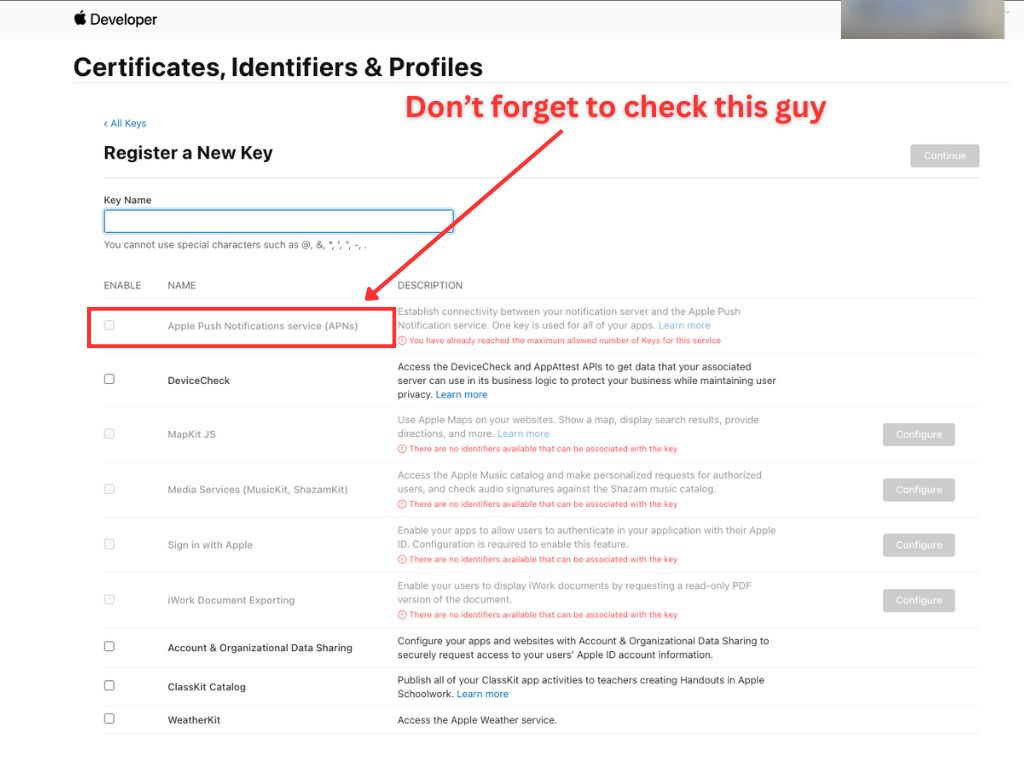 Developer
Certificates, Identifiers & Profiles
Don’t forget to check this guy
‹ All Keys
Register a New Key
Continue
Key Name
You cannot use special characters such as @, &, *, ', ", -, .
ENABLE NAME DESCRIPTION
Apple Push Notifications service (APNs)
Establish connectivity between your notification server and the Apple Push
Notification service. One key is used for all of your apps. Learn more
You have already reached the maximum allowed number of Keys for this service
DeviceCheck
Access the DeviceCheck and AppAttest APIs to get data that your associated
server can use in its business logic to protect your business while maintaining user
privacy. Learn more
MapKit JS
Use Apple Maps on your websites. Show a map, display search results, provide
directions, and more. Learn more
There are no identifiers available that can be associated with the key
Configure
Media Services (MusicKit, ShazamKit)
Access the Apple Music catalog and make personalized requests for authorized
users, and check audio signatures against the Shazam music catalog.
There are no identifiers available that can be associated with the key
Configure
Sign in with Apple
Enable your apps to allow users to authenticate in your application with their Apple
ID. Configuration is required to enable this feature.
There are no identifiers available that can be associated with the key
Configure
iWork Document Exporting
Enable your users to display iWork documents by requesting a read-only PDF
version of the document.
There are no identifiers available that can be associated with the key
Configure
Account & Organizational Data Sharing
Configure your apps and websites with Account & Organizational Data Sharing to
securely request access to your users’ Apple ID account information.
ClassKit Catalog
Publish all of your ClassKit app activities to teachers creating Handouts in Apple
Schoolwork. Learn more
WeatherKit
Access the Apple Weather service.